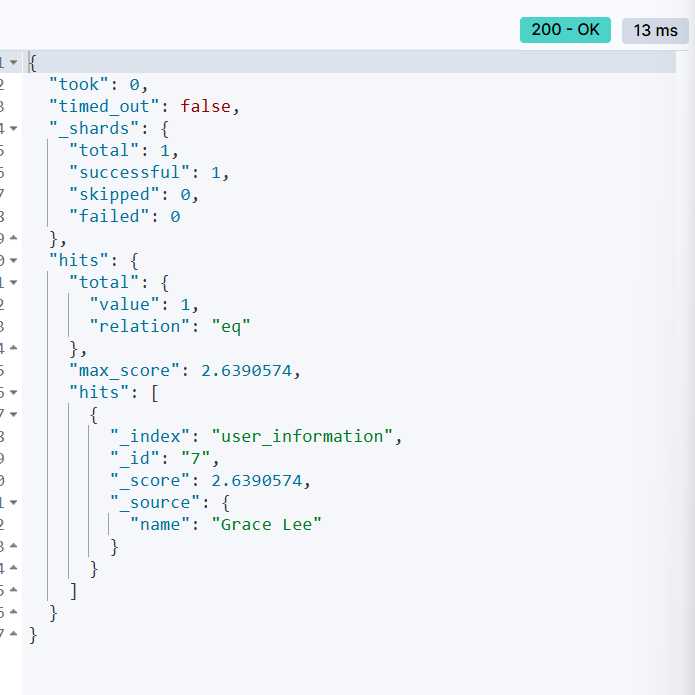 200 - OK
13 ms
{
"took": 0,
"timed_out": false,
"_shards": {
"total": 1,
"successful": 1,
"skipped": 0,
"failed": 0
},
"hits": {
"total": {
"value": 1,
"relation": "eq"
},
"max_score": 2.6390574,
"hits": [
{
"_index": "user_information",
"_id": "7",
"_score": 2.6390574,
"_source": {
"name": "Grace Lee"
}
}
]
}
}